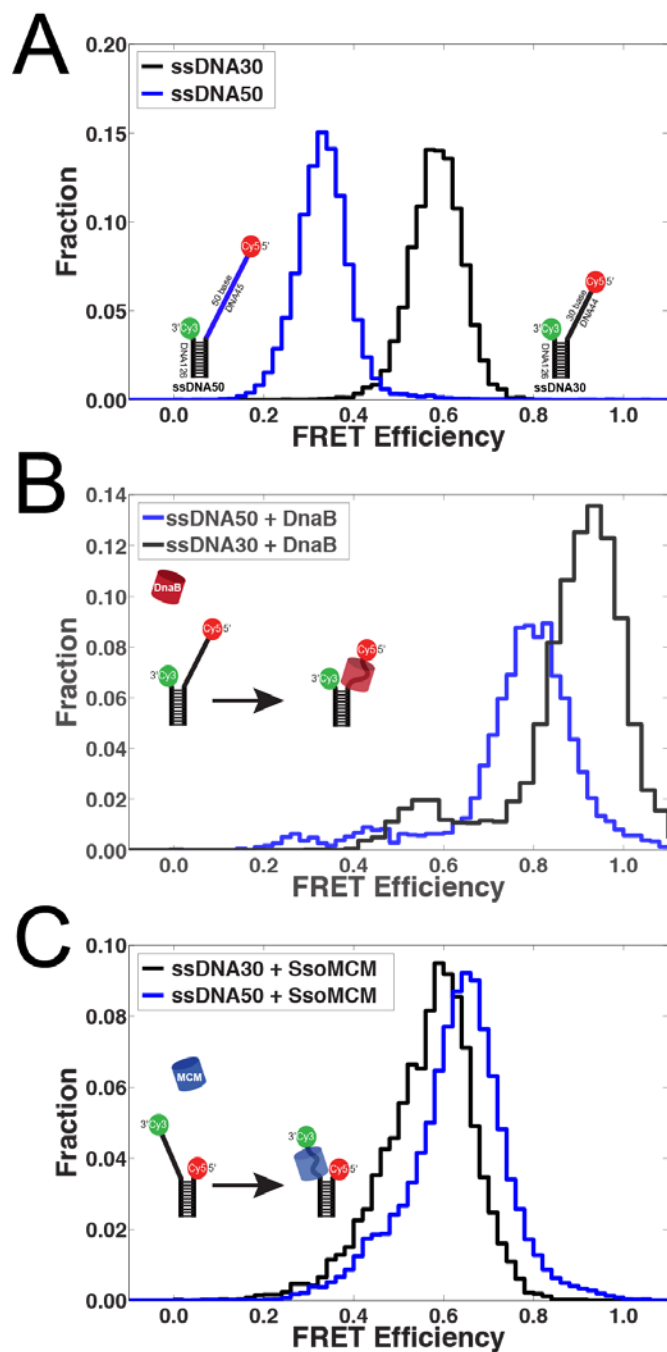 A
0.20
0.15
0.10
0.05
0.00
Fraction
ssDNA30
ssDNA50
3' Cy3
DNA126
50 base
DNA45
Cy5 5'
ssDNA50
3' Cy3
DNA126
30 base
DNA44
Cy5 5'
ssDNA30
0.0 0.2 0.4 0.6 0.8 1.0
FRET Efficiency
B
0.14
0.12
0.10
0.08
0.06
0.04
0.02
0.00
Fraction
ssDNA50 + DnaB
ssDNA30 + DnaB
DnaB
3' Cy3
Cy5 5'
3' Cy3
Cy5 5'
0.0 0.2 0.4 0.6 0.8 1.0
FRET Efficiency
C
0.10
0.08
0.06
0.04
0.02
0.00
Fraction
ssDNA30 + SsoMCM
ssDNA50 + SsoMCM
MCM
3' Cy3
Cy5 5'
3' Cy3
Cy5 5'
0.0 0.2 0.4 0.6 0.8 1.0
FRET Efficiency